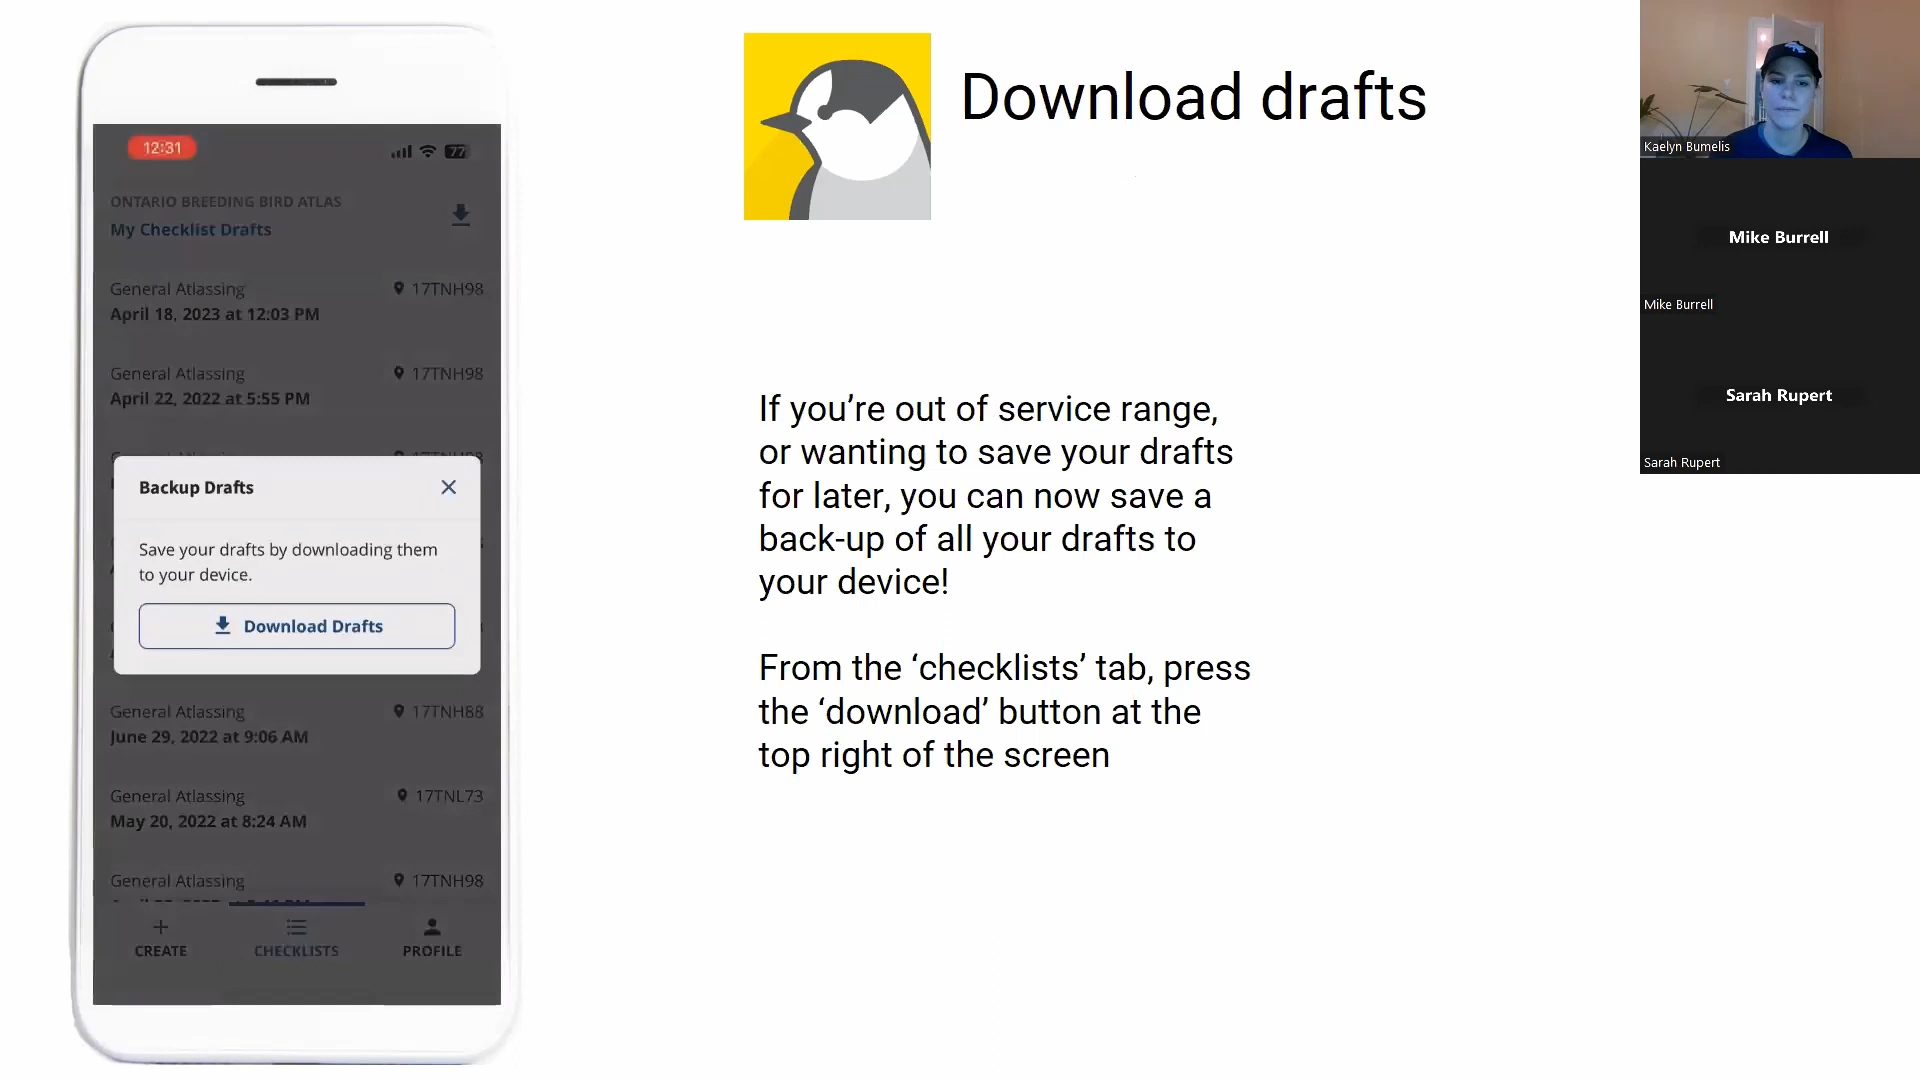 12:31
77
ONTARIO BREEDING BIRD ATLAS
My Checklist Drafts
General Atlassing
17TNH98
April 18, 2023 at 12:03 PM
General Atlassing
17TNH98
April 22, 2022 at 5:55 PM
Backup Drafts
Save your drafts by downloading them
to your device.
Download Drafts
General Atlassing
17TNH88
June 29, 2022 at 9:06 AM
General Atlassing
17TNL73
May 20, 2022 at 8:24 AM
General Atlassing
17TNH98
CREATE
CHECKLISTS
PROFILE
Download drafts
If you’re out of service range,
or wanting to save your drafts
for later, you can now save a
back-up of all your drafts to
your device!
From the ‘checklists’ tab, press
the ‘download’ button at the
top right of the screen
Kaelyn Bumelis
Mike Burrell
Mike Burrell
Sarah Rupert
Sarah Rupert